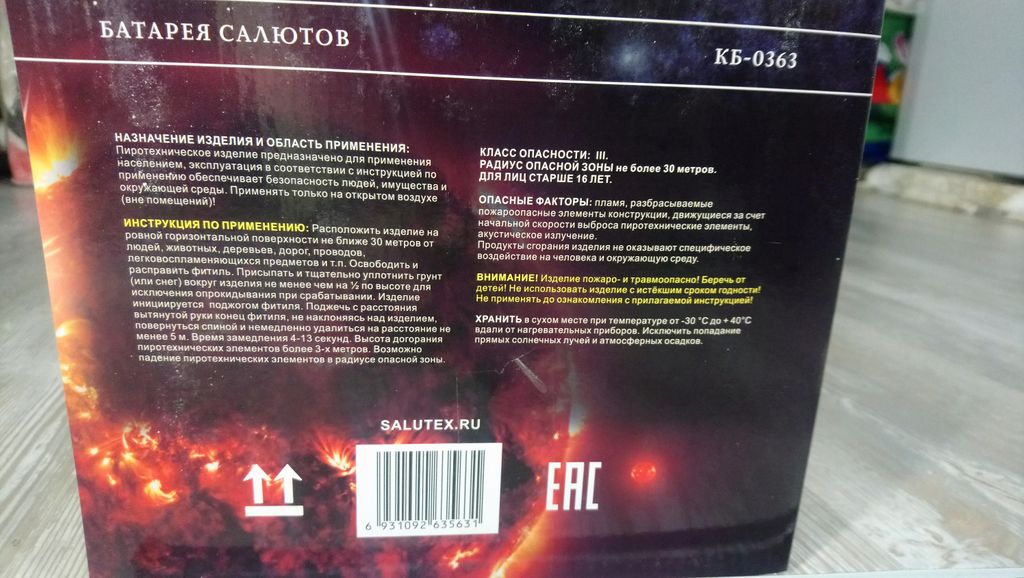 БАТАРЕЯ САЛЮТОВ
КБ-0363
НАЗНАЧЕНИЕ ИЗДЕЛИЯ И ОБЛАСТЬ ПРИМЕНЕНИЯ:
Пиротехническое изделие предназначено для применения
населением, эксплуатация в соответствии с инструкцией по
применению обеспечивает безопасность людей, имущества и
окружающей среды. Применять только на открытом воздухе
(вне помещений)!
ИНСТРУКЦИЯ ПО ПРИМЕНЕНИЮ: Расположить изделие на
ровной горизонтальной поверхности не ближе 30 метров от
людей, животных, деревьев, дорог, проводов,
легковоспламеняющихся предметов и т.п. Освободить и
расправить фитиль. Присыпать и тщательно уплотнить грунт
(или снег) вокруг изделия не менее чем на ½ по высоте для
исключения опрокидывания при срабатывании. Изделие
инициируется поджогом фитиля. Поджечь с расстояния
вытянутой руки конец фитиля, не наклоняясь над изделием,
повернуться спиной и немедленно удалиться на расстояние не
менее 5 м. Время замедления 4-13 секунд. Высота догорания
пиротехнических элементов более 3-х метров. Возможно
падение пиротехнических элементов в радиусе опасной зоны.
КЛАСС ОПАСНОСТИ: III.
РАДИУС ОПАСНОЙ ЗОНЫ не более 30 метров.
ДЛЯ ЛИЦ СТАРШЕ 16 ЛЕТ.
ОПАСНЫЕ ФАКТОРЫ: пламя, разбрасываемые
пожароопасные элементы конструкции, движущиеся за счет
начальной скорости выброса пиротехнические элементы,
акустическое излучение.
Продукты сгорания изделия не оказывают специфическое
воздействие на человека и окружающую среду.
ВНИМАНИЕ! Изделие пожаро- и травмоопасно! Беречь от
детей! Не использовать изделие с истёкшим сроком годности!
Не применять до ознакомления с прилагаемой инструкцией!
ХРАНИТЬ в сухом месте при температуре от -30 °С до + 40°С
вдали от нагревательных приборов. Исключить попадание
прямых солнечных лучей и атмосферных осадков.
SALUTEX.RU
6 931092 635631
EAC